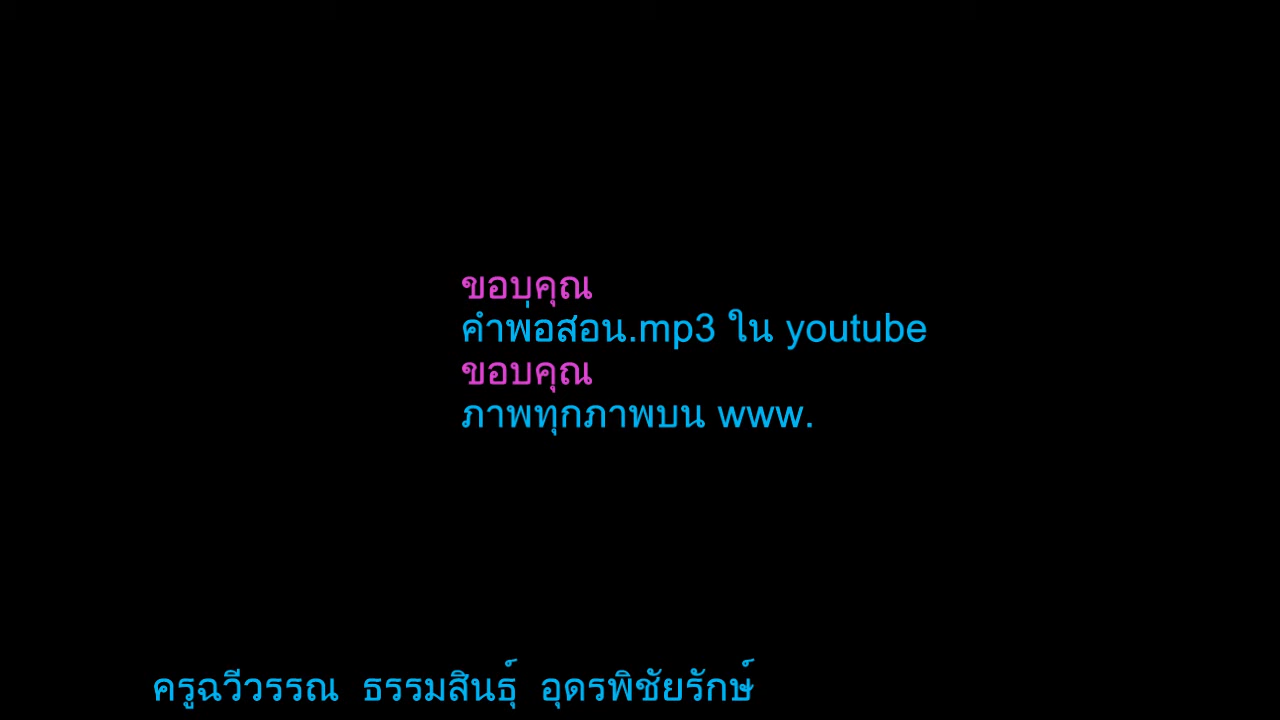 ขอบคุณ
คำพ่อสอน.mp3 ใน youtube
ขอบคุณ
ภาพทุกภาพบน www.
ครูฉวีวรรณ ธรรมสินธุ์ อุดรพิชัยรักษ์